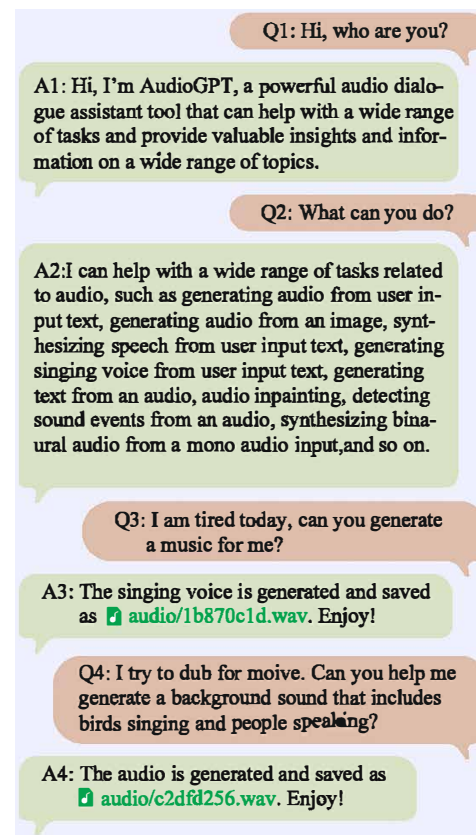 Q1: Hi, who are you?
A1: Hi, I'm AudioGPT, a powerful audio dialo-
gue assistant tool that can help with a wide range
of tasks and provide valuable insights and infor-
mation on a wide range of topics.
Q2: What can you do?
A2:I can help with a wide range of tasks related
to audio, such as generating audio from user in-
put text, generating audio from an image, synt-
hesizing speech from user input text, generating
singing voice from user input text, generating
text from an audio, audio inpainting, detecting
sound events from an audio, synthesizing bina-
ural audio from a mono audio input,and so on.
Q3: I am tired today, can you generate
a music for me?
A3: The singing voice is generated and saved
as audio/1b870c1d.wav. Enjoy!
Q4: I try to dub for moive. Can you help me
generate a background sound that includes
birds singing and people speaking?
A4: The audio is generated and saved as
audio/c2dfd256.wav. Enjoy!